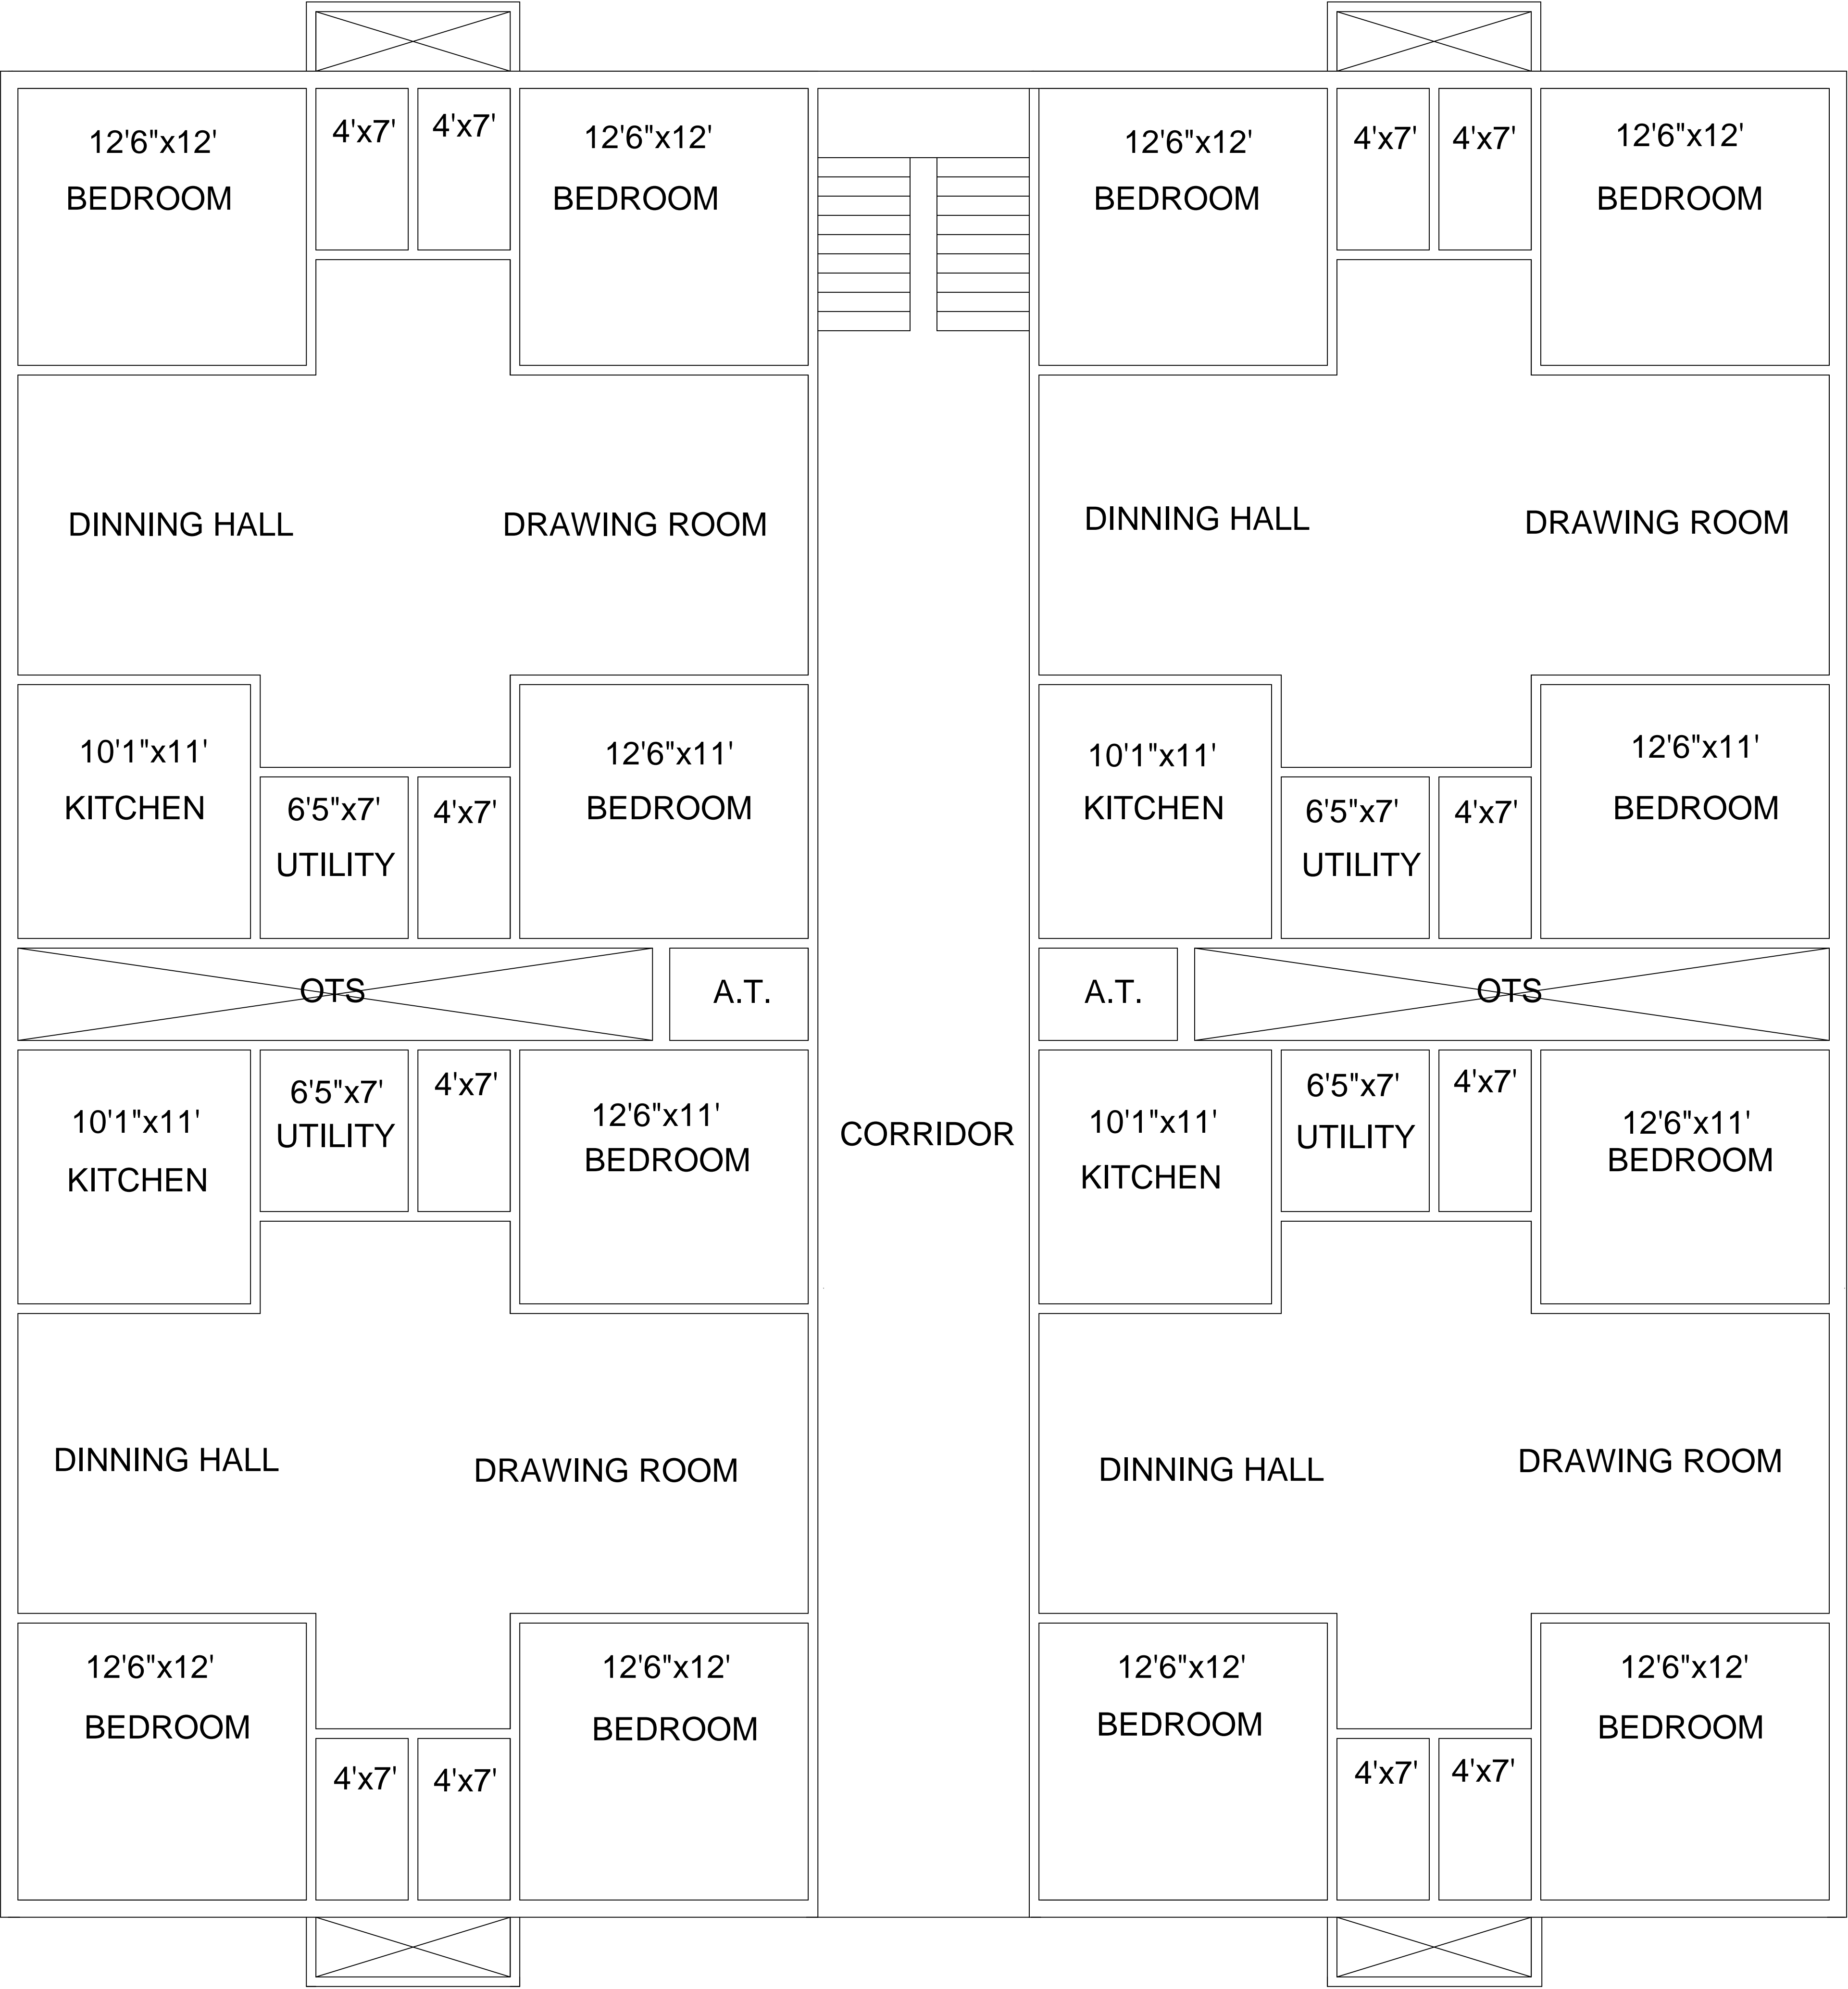 12'6"x12'
BEDROOM
4'x7'
4'x7'
12'6"x12'
BEDROOM
12'6"x12'
BEDROOM
4'x7'
4'x7'
12'6"x12'
BEDROOM
DINNING HALL
DRAWING ROOM
DINNING HALL
DRAWING ROOM
10'1"x11'
KITCHEN
6'5"x7'
UTILITY
4'x7'
12'6"x11'
BEDROOM
10'1"x11'
KITCHEN
6'5"x7'
UTILITY
4'x7'
12'6"x11'
BEDROOM
OTS
A.T.
A.T.
OTS
10'1"x11'
KITCHEN
6'5"x7'
UTILITY
4'x7'
12'6"x11'
BEDROOM
CORRIDOR
10'1"x11'
KITCHEN
6'5"x7'
UTILITY
4'x7'
12'6"x11'
BEDROOM
DINNING HALL
DRAWING ROOM
DINNING HALL
DRAWING ROOM
12'6"x12'
BEDROOM
4'x7'
4'x7'
12'6"x12'
BEDROOM
12'6"x12'
BEDROOM
4'x7'
4'x7'
12'6"x12'
BEDROOM